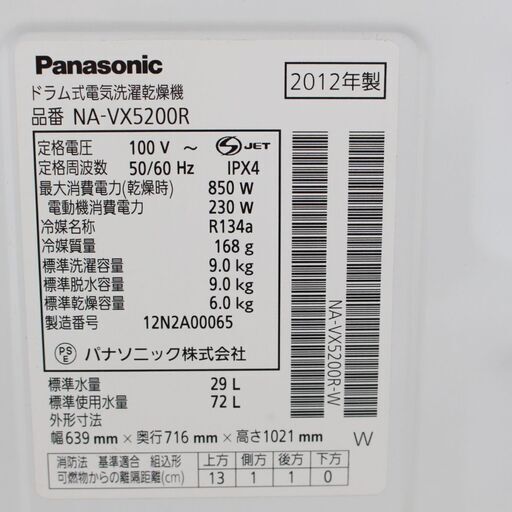 Panasonic
2012年製
ドラム式電気洗濯乾燥機
品番 NA-VX5200R
定格電圧 100 V ～ S JET
定格周波数 50/60 Hz IPX4
最大消費電力(乾燥時) 850 W
電動機消費電力 230 W
冷媒名称 R134a
冷媒質量 168 g
標準洗濯容量 9.0 kg
標準脱水容量 9.0 kg
標準乾燥容量 6.0 kg
製造番号 12N2A00065
PSE パナソニック株式会社
NA-VX5200R-W
標準水量 29 L
標準使用水量 72 L
外形寸法
幅 639 mm × 奥行 716 mm × 高さ 1021 mm W
消防法 基準適合 組込形 上方 側方 後方 下方
可燃物からの離隔距離(cm) 13 1 1 0